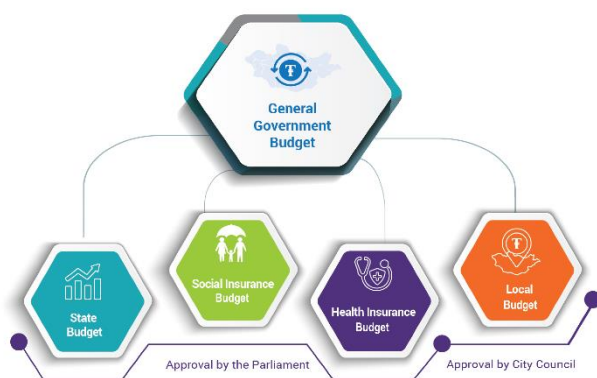 General
Government
Budget
State
Budget
Social Insurance
Budget
Health Insurance
Budget
Local
Budget
Approval by the Parliament
Approval by City Council